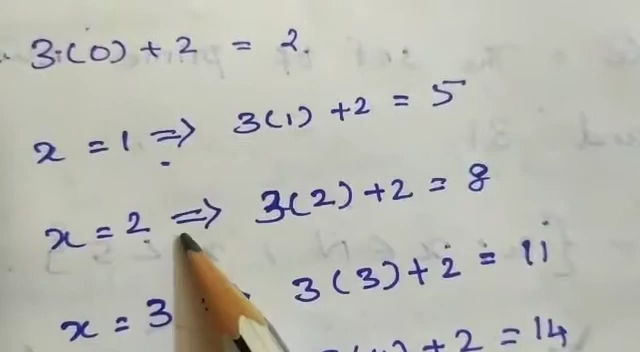 3(0) + 2 = 2.
x = 1 ⇒ 3(1) + 2 = 5
x = 2 ⇒ 3(2) + 2 = 8
x = 3 3(3) + 2 = 11
+ 2 = 14